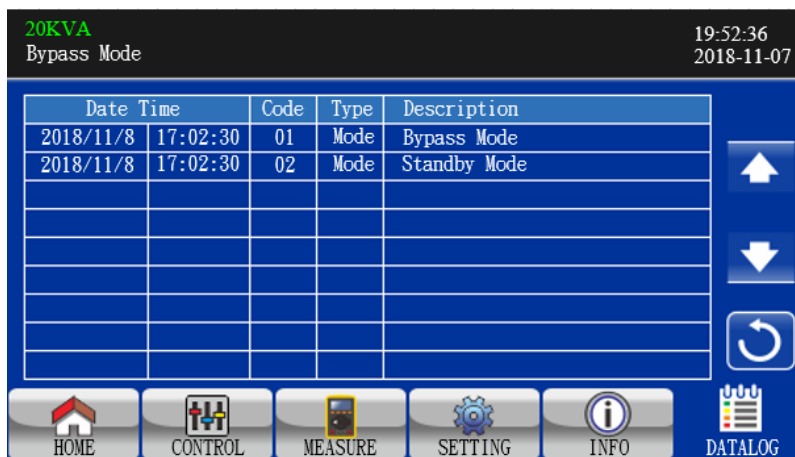 20KVA
Bypass Mode
19:52:36
2018-11-07
Date Time Code Type Description
2018/11/8 17:02:30 01 Mode Bypass Mode
2018/11/8 17:02:30 02 Mode Standby Mode
HOME CONTROL MEASURE SETTING INFO DATALOG